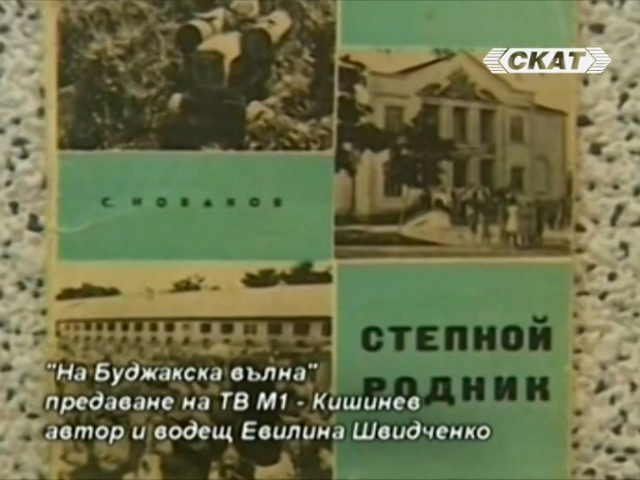 СКАТ
С. НОВАКОВ
СТЕПНОЙ
РОДНИК
"На Буджакска вълна"
предаване на ТВ М1 - Кишинев
автор и водещ Евилина Швидченко